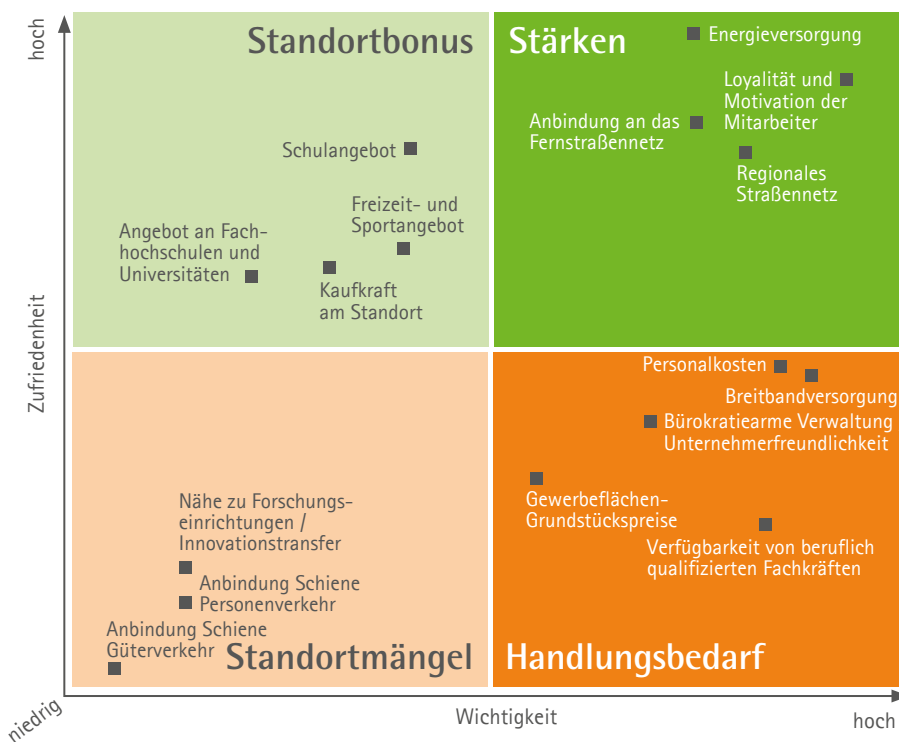 hoch
Zufriedenheit
Standortbonus
Schulangebot
Freizeit- und
Sportangebot
Angebot an Fach-
hochschulen und
Universitäten
Kaufkraft
am Standort
Stärken
Energieversorgung
Loyalität und
Motivation der
Mitarbeiter
Anbindung an das
Fernstraßennetz
Regionales
Straßennetz
Nähe zu Forschungs-
einrichtungen /
Innovationstransfer
Anbindung Schiene
Personenverkehr
Anbindung Schiene
Güterverkehr
Standortmängel
Personalkosten
Breitbandversorgung
Bürokratiearme Verwaltung
Unternehmerfreundlichkeit
Gewerbeflächen-
Grundstückspreise
Verfügbarkeit von beruflich
qualifizierten Fachkräften
Handlungsbedarf
niedrig
Wichtigkeit
hoch